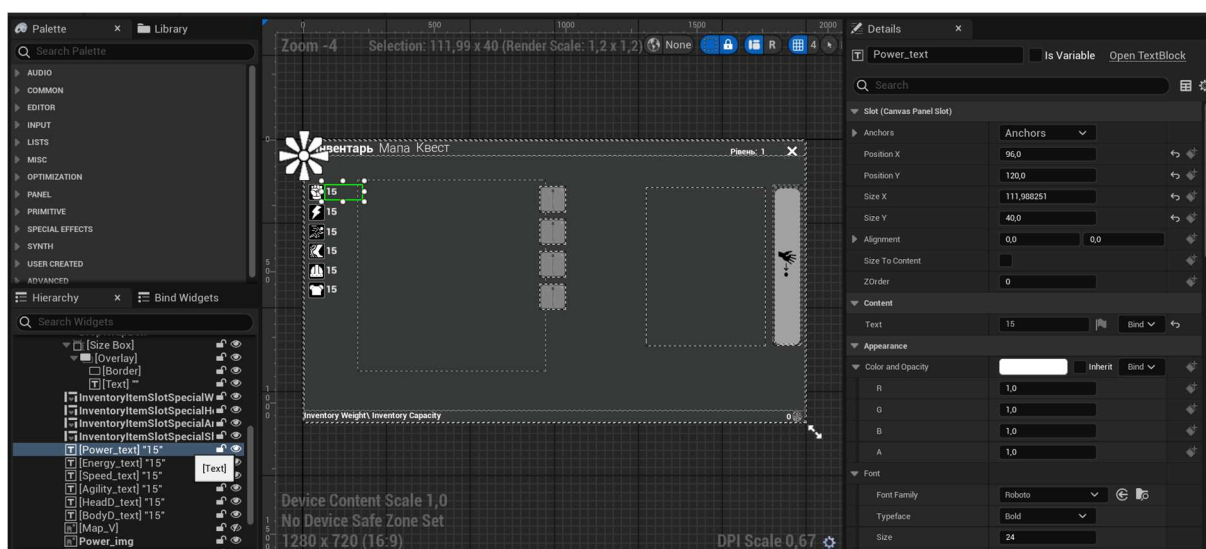 Palette
Library
Search Palette
AUDIO
COMMON
EDITOR
INPUT
LISTS
MISC
OPTIMIZATION
PANEL
PRIMITIVE
SPECIAL EFFECTS
SYNTH
USER CREATED
ADVANCED
Hierarchy
Bind Widgets
Search Widgets
[Size Box]
[Overlay]
[Border]
[Text] ""
InventoryItemSlotSpecialW
InventoryItemSlotSpecialH
InventoryItemSlotSpecialA
InventoryItemSlotSpecialSl
[Power_text] "15"
[Energy_text] "15"
[Text]
[Speed_text] "15"
[Agility_text] "15"
[HeadD_text] "15"
[BodyD_text] "15"
[Map_V]
Power_img
0 500 1000 1500 2000
Zoom -4
Selection: 111,99 x 40 (Render Scale: 1,2 x 1,2)
None
R
4
Мапа Квест
Рівень: 1
15
15
15
15
15
15
Inventory Weight\ Inventory Capacity
0
Device Content Scale 1,0
No Device Safe Zone Set
1280 x 720 (16:9)
DPI Scale 0,67
Details
Power_text
Is Variable
Open TextBlock
Search
Slot (Canvas Panel Slot)
Anchors
Anchors
Position X
96,0
Position Y
120,0
Size X
111,988251
Size Y
40,0
Alignment
0,0
0,0
Size To Content
ZOrder
0
Content
Text
15
Bind
Appearance
Color and Opacity
Inherit
Bind
R
1,0
G
1,0
B
1,0
A
1,0
Font
Font Family
Roboto
Typeface
Bold
Size
24